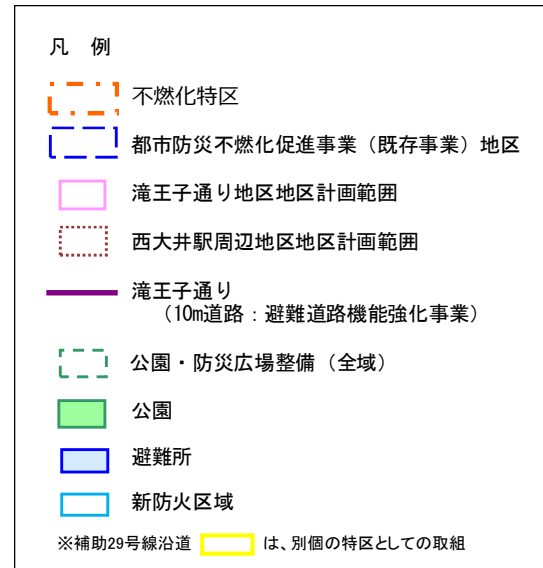 凡　例
不燃化特区
都市防災不燃化促進事業（既存事業）地区
滝王子通り地区地区計画範囲
西大井駅周辺地区地区計画範囲
滝王子通り
（10m道路：避難道路機能強化事業）
公園・防災広場整備（全域）
公園
避難所
新防火区域
※補助29号線沿道　は、別個の特区としての取組